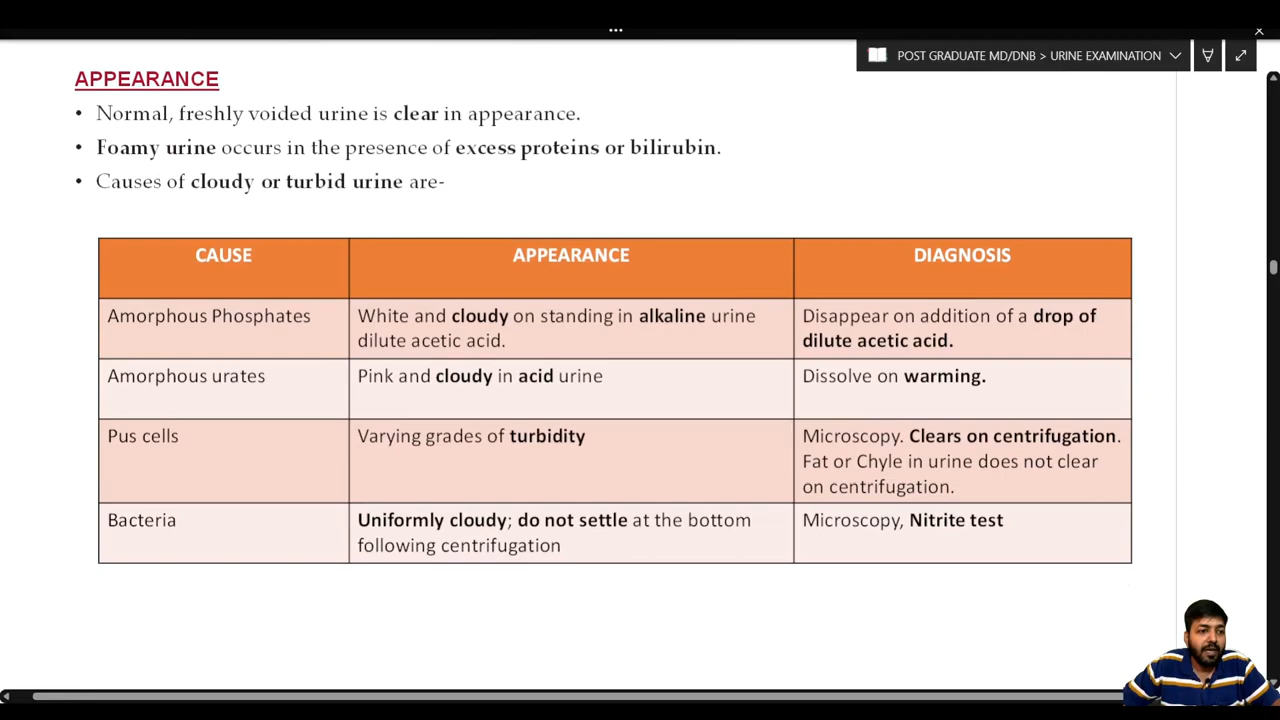 ...
POST GRADUATE MD/DNB > URINE EXAMINATION
APPEARANCE
• Normal, freshly voided urine is clear in appearance.
• Foamy urine occurs in the presence of excess proteins or bilirubin.
• Causes of cloudy or turbid urine are-
CAUSE APPEARANCE DIAGNOSIS
Amorphous Phosphates
White and cloudy on standing in alkaline urine
dilute acetic acid.
Disappear on addition of a drop of
dilute acetic acid.
Amorphous urates
Pink and cloudy in acid urine
Dissolve on warming.
Pus cells
Varying grades of turbidity
Microscopy. Clears on centrifugation.
Fat or Chyle in urine does not clear
on centrifugation.
Bacteria
Uniformly cloudy; do not settle at the bottom
following centrifugation
Microscopy, Nitrite test